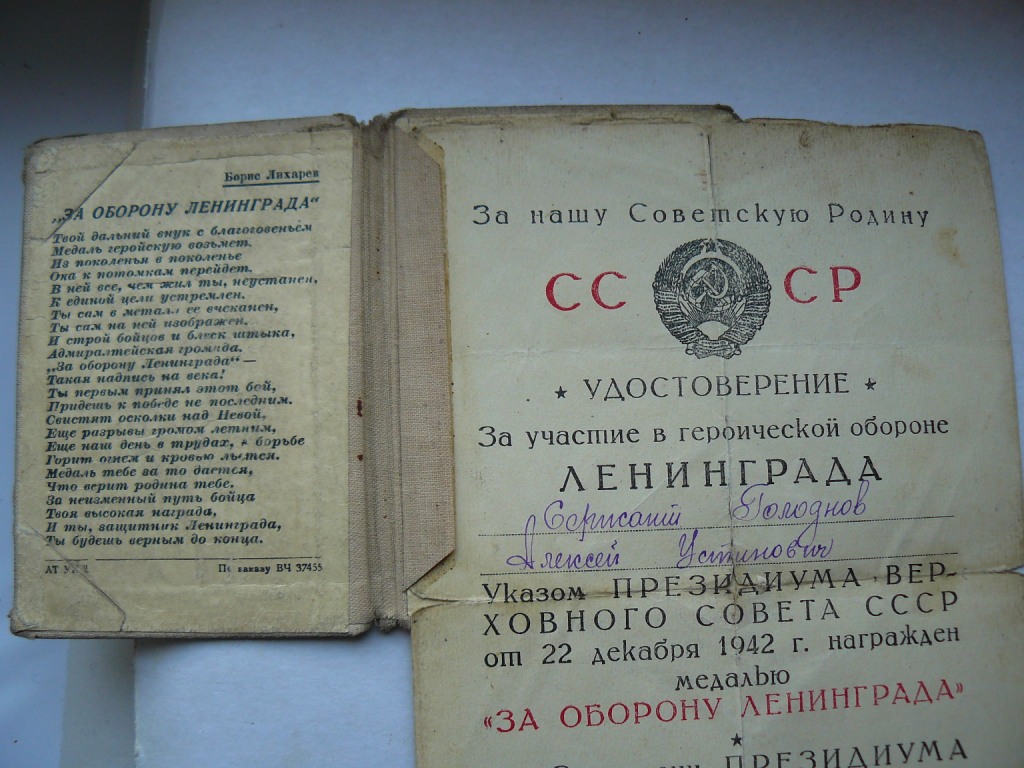 Борис Лихарев
„ЗА ОБОРОНУ ЛЕНИНГРАДА“
Твой дальний внук с благоговеньем
Медаль геройскую возьмет.
Из поколенья в поколенье
Она к потомкам перейдет.
В ней все, чем жил ты, неустанен,
К единой цели устремлен.
Ты сам в металл ее вчеканен,
Ты сам на ней изображен.
И строй бойцов и блеск штыка,
Адмиралтейская громада.
„За оборону Ленинграда“ —
Такая надпись на века!
Ты первым принял этот бой,
Придешь к победе не последним.
Свистят осколки над Невой,
Еще разрывы громом летним,
Еще наш день в трудах, в борьбе
Горит огнем и кровью льется.
Медаль тебе за то дается,
Что верит родина тебе.
За неизменный путь бойца
Твоя высокая награда,
И ты, защитник Ленинграда,
Ты будешь верным до конца.
АТ
По заказу ВЧ 37455
За нашу Советскую Родину
СССР
★ УДОСТОВЕРЕНИЕ ★
За участие в героической обороне
ЛЕНИНГРАДА
Сержант Голоднов
Алексей Устинович
Указом ПРЕЗИДИУМА ВЕР-
ХОВНОГО СОВЕТА СССР
от 22 декабря 1942 г. награжден
медалью
«ЗА ОБОРОНУ ЛЕНИНГРАДА»
★
ПРЕЗИДИУМА